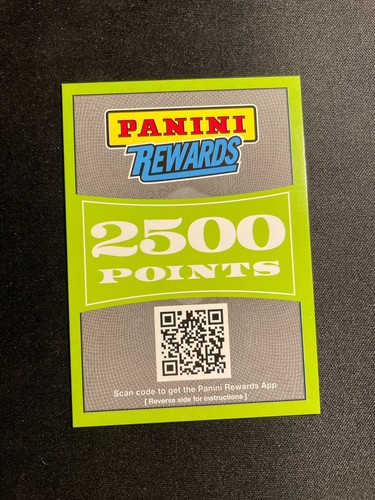 PANINI
REWARDS
2500
POINTS
Scan code to get the Panini Rewards App
[ Reverse side for instructions ]